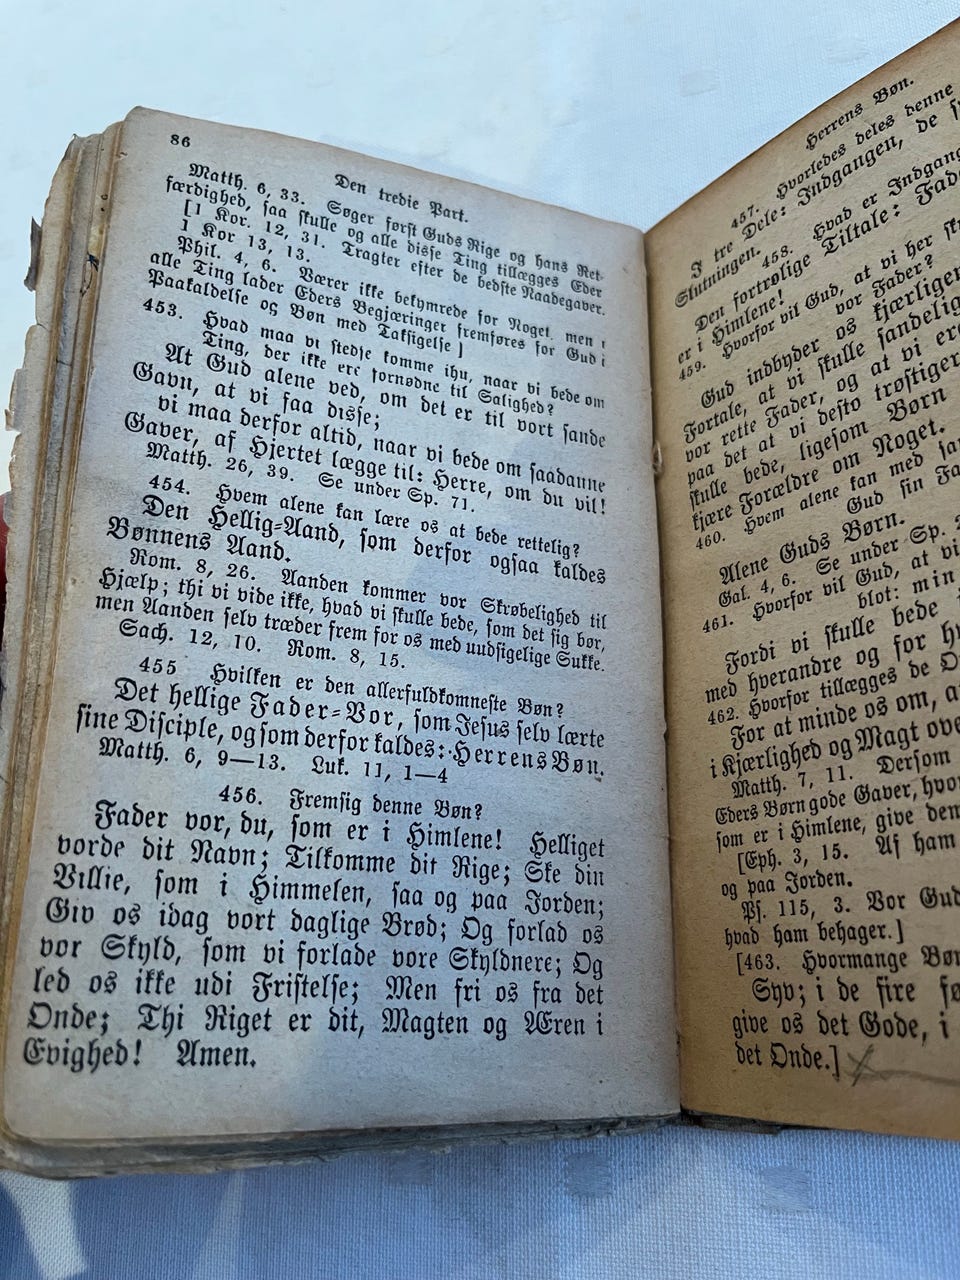 86
Den tredie Part.
Matth. 6, 33. Søger først Guds Rige og hans Ret-
færdighed, saa skulle og alle disse Ting tillægges Eder
[1 Kor. 12, 31. Tragter efter de bedste Naadegaver.
1 Kor 13, 13.
Phil. 4, 6. Værer ikke bekymrede for Noget, men i
alle Ting lader Eders Begjæringer fremføres for Gud i
Paakaldelse og Bøn med Taksigelse ]
453. Hvad maa vi stedse komme ihu, naar vi bede om
Ting, der ikke ere fornødne til Salighed?
At Gud alene ved, om det er til vort sande
Gavn, at vi faa disse;
vi maa derfor altid, naar vi bede om saadanne
Gaver, af Hjertet lægge til: Herre, om du vil!
Matth. 26, 39. Se under Sp. 71.
454. Hvem alene kan lære os at bede rettelig?
Den Hellig-Aand, som derfor ogsaa kaldes
Bønnens Aand.
Rom. 8, 26. Aanden kommer vor Skrøbelighed til
Hjælp; thi vi vide ikke, hvad vi skulle bede, som det sig bør,
men Aanden selv træder frem for os med uudsigelige Sukke.
Sach. 12, 10. Rom. 8, 15.
455 Hvilken er den allerfuldkomneste Bøn?
Det hellige Fader-Vor, som Jesus selv lærte
sine Disciple, og som derfor kaldes: Herrens Bøn.
Matth. 6, 9—13. Luk. 11, 1—4
456. Fremsig denne Bøn?
Fader vor, du, som er i Himlene! Helliget
vorde dit Navn; Tilkomme dit Rige; Ske din
Villie, som i Himmelen, saa og paa Jorden;
Giv os idag vort daglige Brød; Og forlad os
vor Skyld, som vi forlade vore Skyldnere; Og
led os ikke udi Fristelse; Men fri os fra det
Onde; Thi Riget er dit, Magten og Æren i
Evighed! Amen.
Herrens Bøn.
457. Hvorledes deles denne
I tre Dele: Indgangen, de
Slutningen.
458. Hvad er Indgang
Den fortrolige Tiltale: Fad
er i Himlene!
459. Hvorfor vil Gud, at vi her sk
vor Fader?
Gud indbyder os kjærligen
Fortale, at vi skulle sandelig
vor rette Fader, og at vi er
paa det at vi desto trøstiger
skulle bede, ligesom Børn
kjære Forældre om Noget.
460. Hvem alene kan med
Gud sin Fa
Alene Guds Børn.
Gal. 4, 6. Se under Sp.
461. Hvorfor vil Gud, at vi
blot: min
Fordi vi skulle bede
med hverandre og for h
462. Hvorfor tillægges de O
For at minde os om, a
i Kjærlighed og Magt ove
Matth. 7, 11. Dersom
Eders Børn gode Gaver, hvo
som er i Himlene, give dem
[Eph. 3, 15. Af ham
og paa Jorden.
Ps. 115, 3. Vor Gud
hvad ham behager.]
[463. Hvormange Bøn
Syv; i de fire fø
give os det Gode, i
det Onde.]